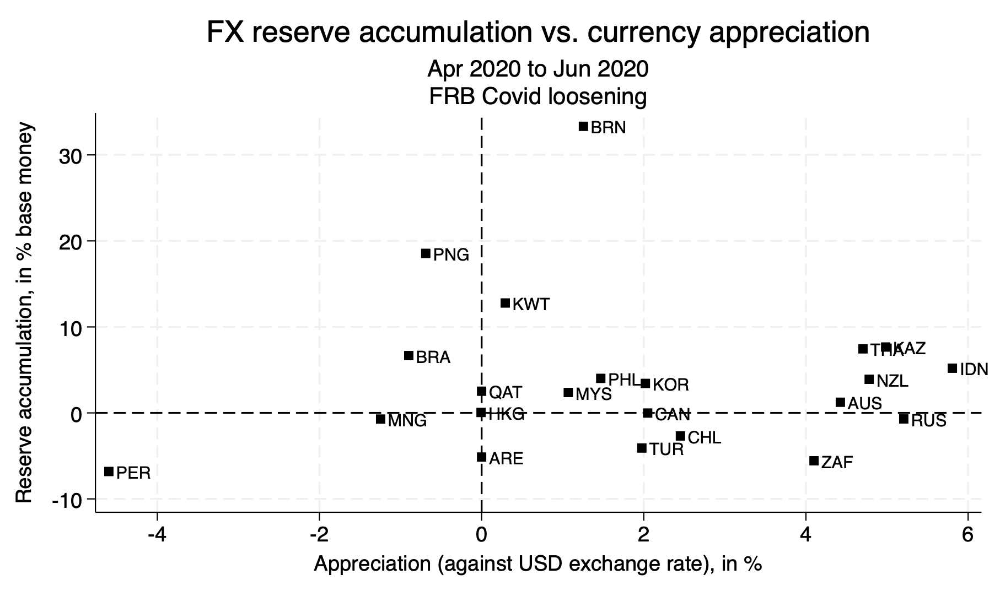 FX reserve accumulation vs. currency appreciation
Apr 2020 to Jun 2020
FRB Covid loosening
Reserve accumulation, in % base money
30
20
10
0
-10
BRN
PNG
KWT
BRA
THA
KAZ
IDN
PHL
KOR
NZL
QAT
MYS
AUS
HKG
CAN
MNG
RUS
CHL
TUR
ARE
ZAF
PER
-4
-2
0
2
4
6
Appreciation (against USD exchange rate), in %